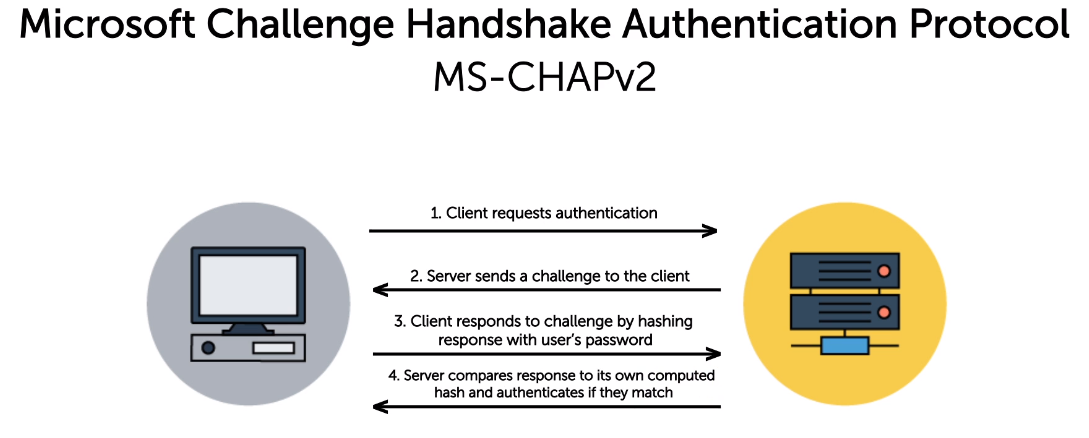 Microsoft Challenge Handshake Authentication Protocol
MS-CHAPv2
1. Client requests authentication
2. Server sends a challenge to the client
3. Client responds to challenge by hashing
response with user's password
4. Server compares response to its own computed
hash and authenticates if they match